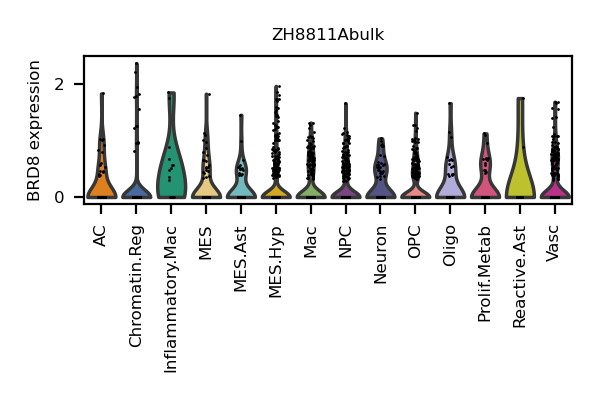 ZH8811Abulk
BRD8 expression
2
0
AC
Chromatin.Reg
Inflammatory.Mac
MES
MES.Ast
MES.Hyp
Mac
NPC
Neuron
OPC
Oligo
Prolif.Metab
Reactive.Ast
Vasc